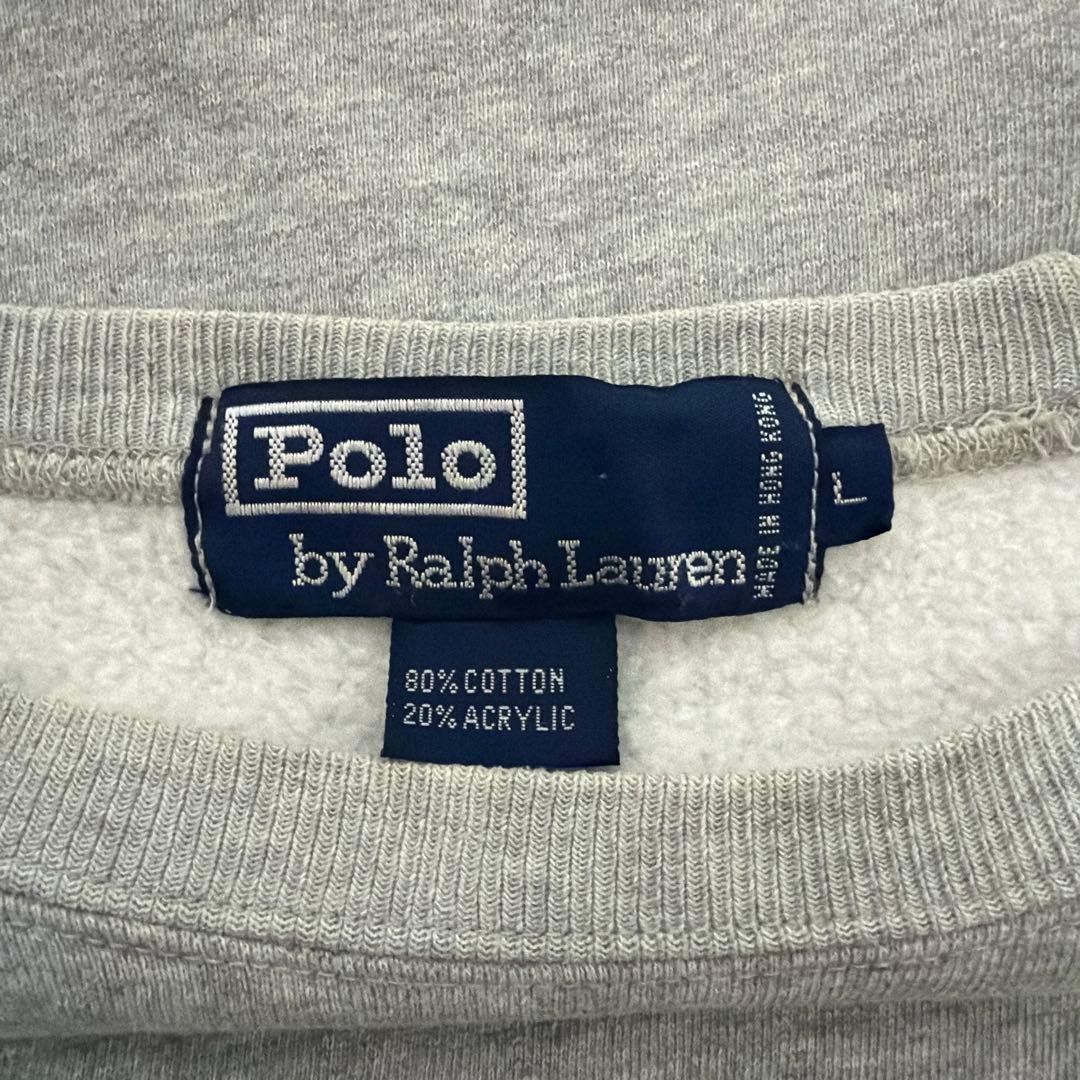 Polo
by Ralph Lauren
MADE IN HONG KONG
L
80% COTTON
20% ACRYLIC